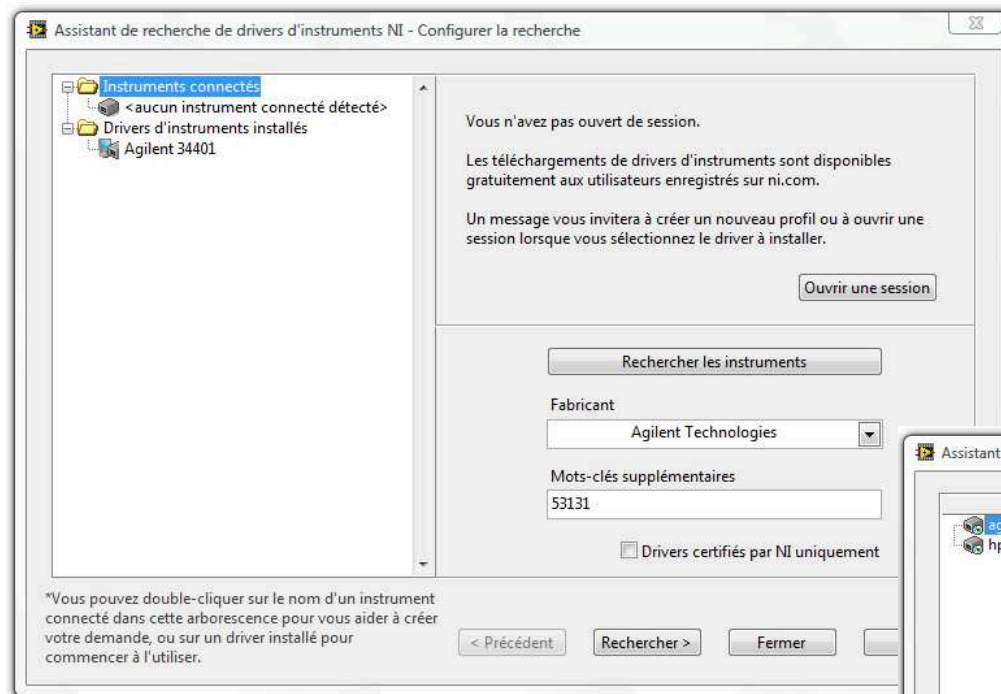 Assistant de recherche de drivers d'instruments NI - Configurer la recherche
Instruments connectés
<aucun instrument connecté détecté>
Drivers d'instruments installés
Agilent 34401
Vous n'avez pas ouvert de session.
Les téléchargements de drivers d'instruments sont disponibles
gratuitement aux utilisateurs enregistrés sur ni.com.
Un message vous invitera à créer un nouveau profil ou à ouvrir une
session lorsque vous sélectionnez le driver à installer.
Ouvrir une session
Rechercher les instruments
Fabricant
Agilent Technologies
Mots-clés supplémentaires
53131
Drivers certifiés par NI uniquement
*Vous pouvez double-cliquer sur le nom d'un instrument
connecté dans cette arborescence pour vous aider à créer
votre demande, ou sur un driver installé pour
commencer à l'utiliser.
< Précédent
Rechercher >
Fermer
Assistant